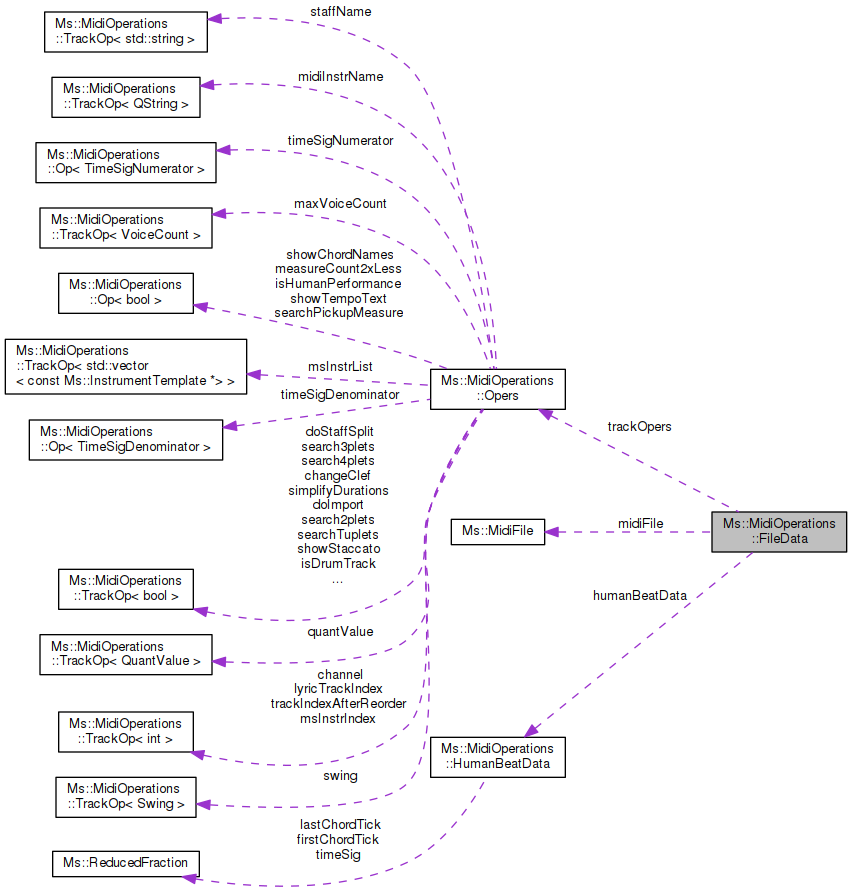 staffName
Ms::MidiOperations
::TrackOp< std::string >
midiInstrName
Ms::MidiOperations
::TrackOp< QString >
timeSigNumerator
Ms::MidiOperations
::Op< TimeSigNumerator >
maxVoiceCount
Ms::MidiOperations
::TrackOp< VoiceCount >
showChordNames
measureCount2xLess
isHumanPerformance
showTempoText
searchPickupMeasure
Ms::MidiOperations
::Op< bool >
Ms::MidiOperations
::TrackOp< std::vector
< const Ms::InstrumentTemplate *> >
msInstrList
timeSigDenominator
Ms::MidiOperations
::Opers
Ms::MidiOperations
::Op< TimeSigDenominator >
trackOpers
doStaffSplit
search3plets
search4plets
changeClef
simplifyDurations
doImport
search2plets
searchTuplets
showStaccato
isDrumTrack
...
Ms::MidiFile
midiFile
Ms::MidiOperations
::FileData
Ms::MidiOperations
::TrackOp< bool >
humanBeatData
quantValue
Ms::MidiOperations
::TrackOp< QuantValue >
channel
lyricTrackIndex
trackIndexAfterReorder
msInstrIndex
Ms::MidiOperations
::TrackOp< int >
Ms::MidiOperations
::HumanBeatData
swing
Ms::MidiOperations
::TrackOp< Swing >
lastChordTick
firstChordTick
timeSig
Ms::ReducedFraction